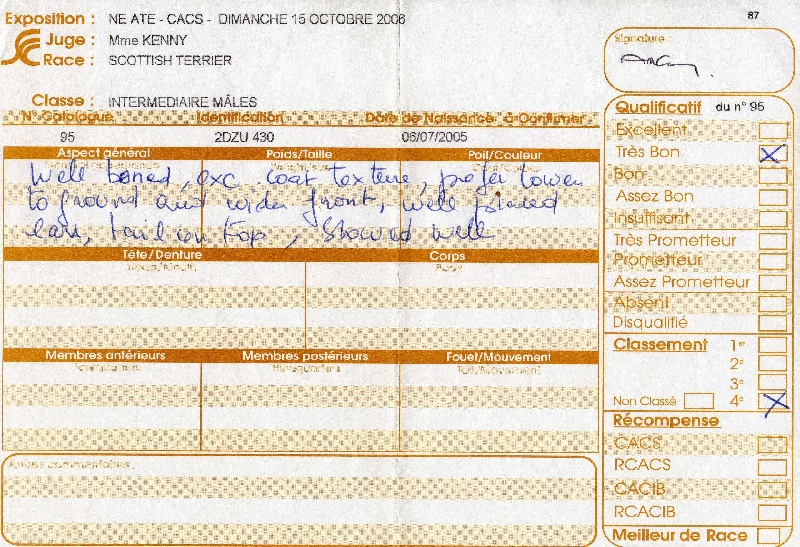 Exposition : NE ATE - CACS - DIMANCHE 15 OCTOBRE 2006
87
Juge : Mme KENNY
Race : SCOTTISH TERRIER
Classe : INTERMEDIAIRE MÂLES
N° Catalogue Identification Date de Naissance à Confirmer
95 2DZU 430 06/07/2005
Aspect général Poids/Taille Poil/Couleur
Well boned, exc coat texture, prefer lower
to ground and wider front, well placed
ears, tail on top, showed well
Tête/Denture Corps
Membres antérieurs Membres postérieurs Fouet/Mouvement
Autres commentaires :
Signature :
Qualificatif du n° 95
Excellent
Très Bon X
Bon
Assez Bon
Insuffisant
Très Prometteur
Prometteur
Assez Prometteur
Absent
Disqualifié
Classement 1er
2e
3e
Non Classé 4e X
Récompense
CACS
RCACS
CACIB
RCACIB
Meilleur de Race